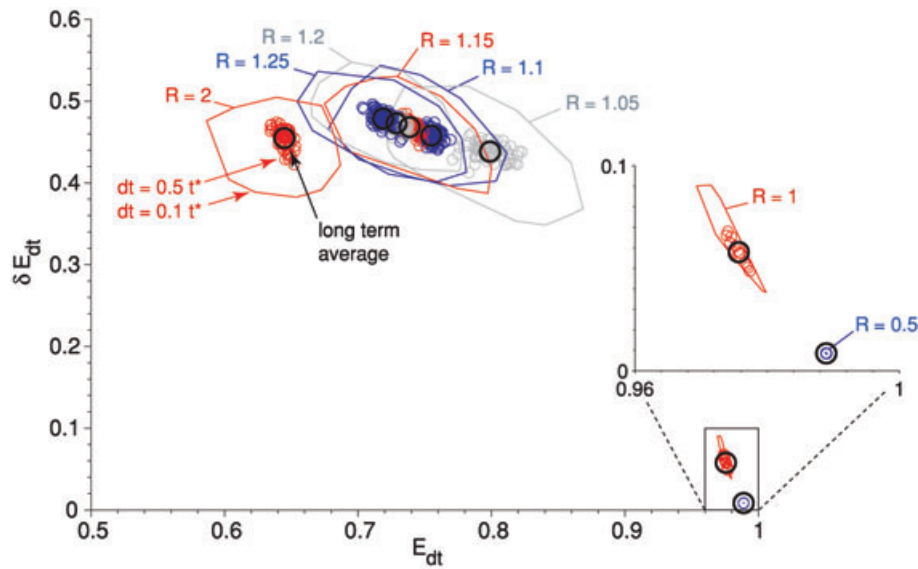 0.6
R = 1.2
R = 1.15
R = 1.25
R = 1.1
R = 2
R = 1.05
0.5
dt = 0.5 t*
0.4
dt = 0.1 t*
long term
average
0.3
δ E_dt
0.2
0.1
0
0.5
0.6
0.7
0.8
0.9
1
E_dt
0.1
R = 1
R = 0.5
0
0.96
1